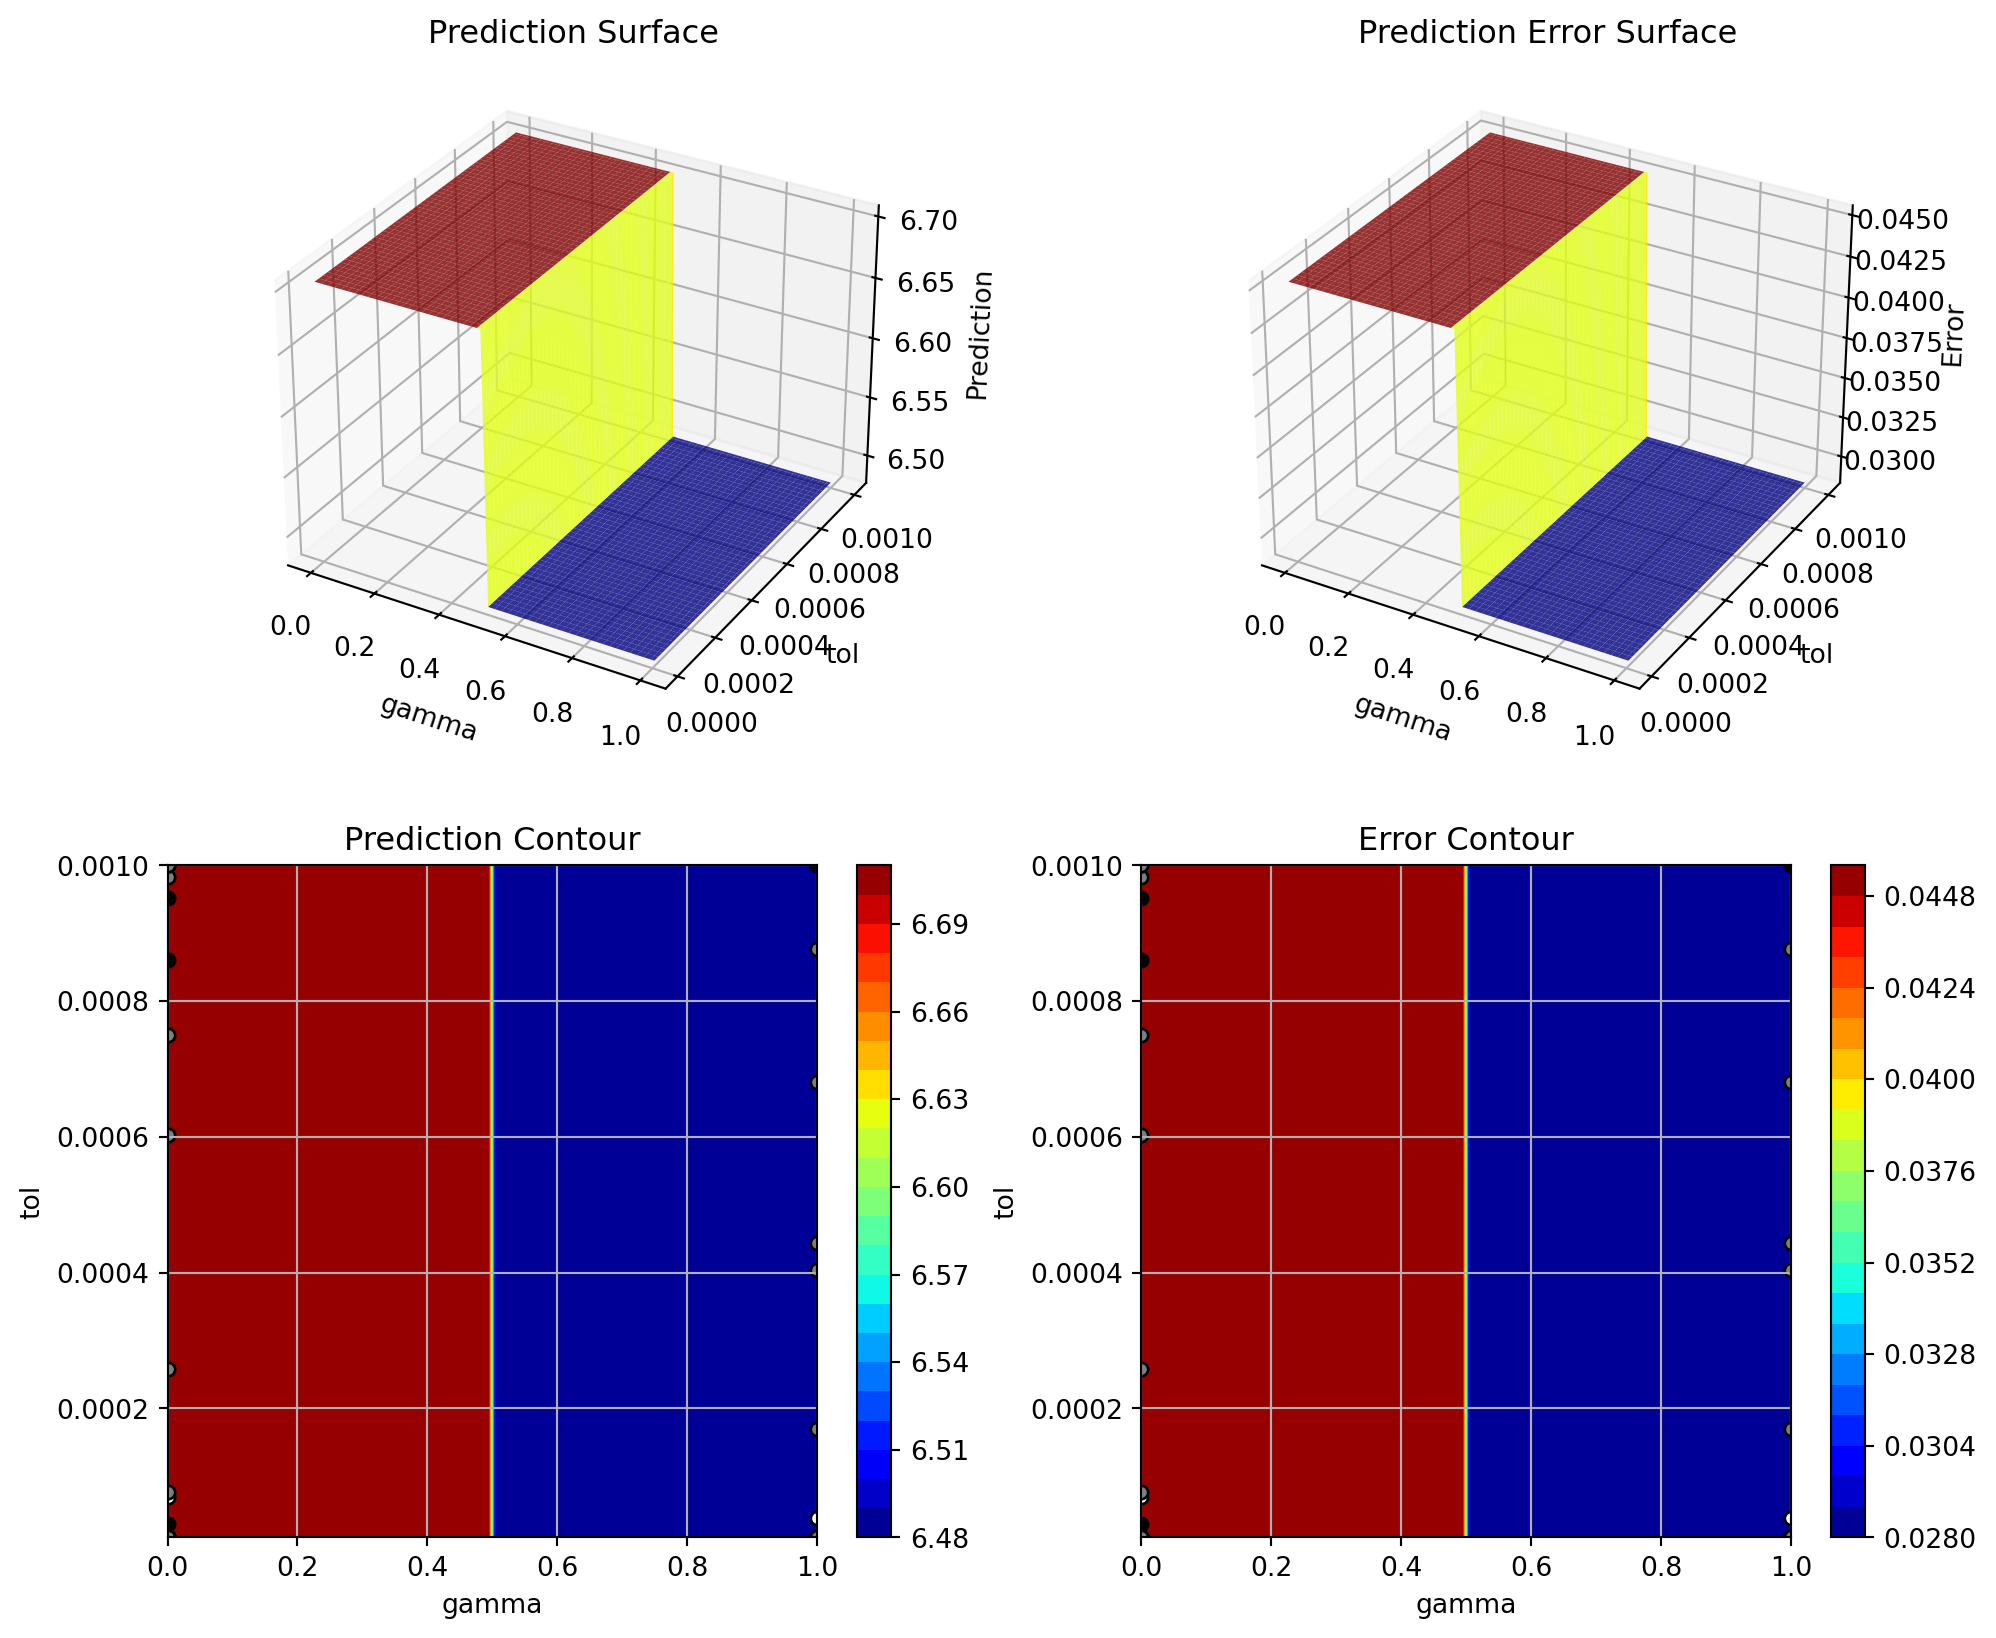 Prediction Surface
6.70
6.65
6.60
6.55
6.50
Prediction
0.0 0.2 0.4 0.6 0.8 1.0
gamma
0.0000 0.0002 0.0004 0.0006 0.0008 0.0010
tol
Prediction Error Surface
0.0450
0.0425
0.0400
0.0375
0.0350
0.0325
0.0300
Error
0.0 0.2 0.4 0.6 0.8 1.0
gamma
0.0000 0.0002 0.0004 0.0006 0.0008 0.0010
tol
Prediction Contour
0.0010
0.0008
0.0006
0.0004
0.0002
tol
0.0 0.2 0.4 0.6 0.8 1.0
gamma
6.69
6.66
6.63
6.60
6.57
6.54
6.51
6.48
Error Contour
0.0010
0.0008
0.0006
0.0004
0.0002
tol
0.0 0.2 0.4 0.6 0.8 1.0
gamma
0.0448
0.0424
0.0400
0.0376
0.0352
0.0328
0.0304
0.0280